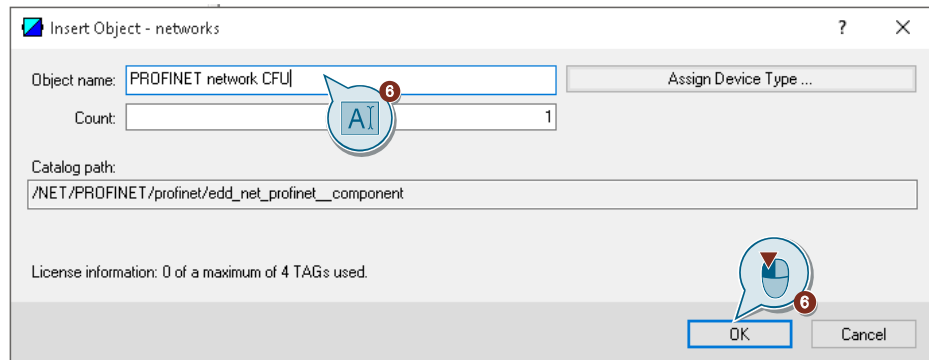 Insert Object - networks ?
Object name: PROFINET network CFU Assign Device Type ...
6
A
Count: 1
Catalog path:
/NET/PROFINET/profinet/edd_net_profinet__component
License information: 0 of a maximum of 4 TAGs used.
6
OK Cancel